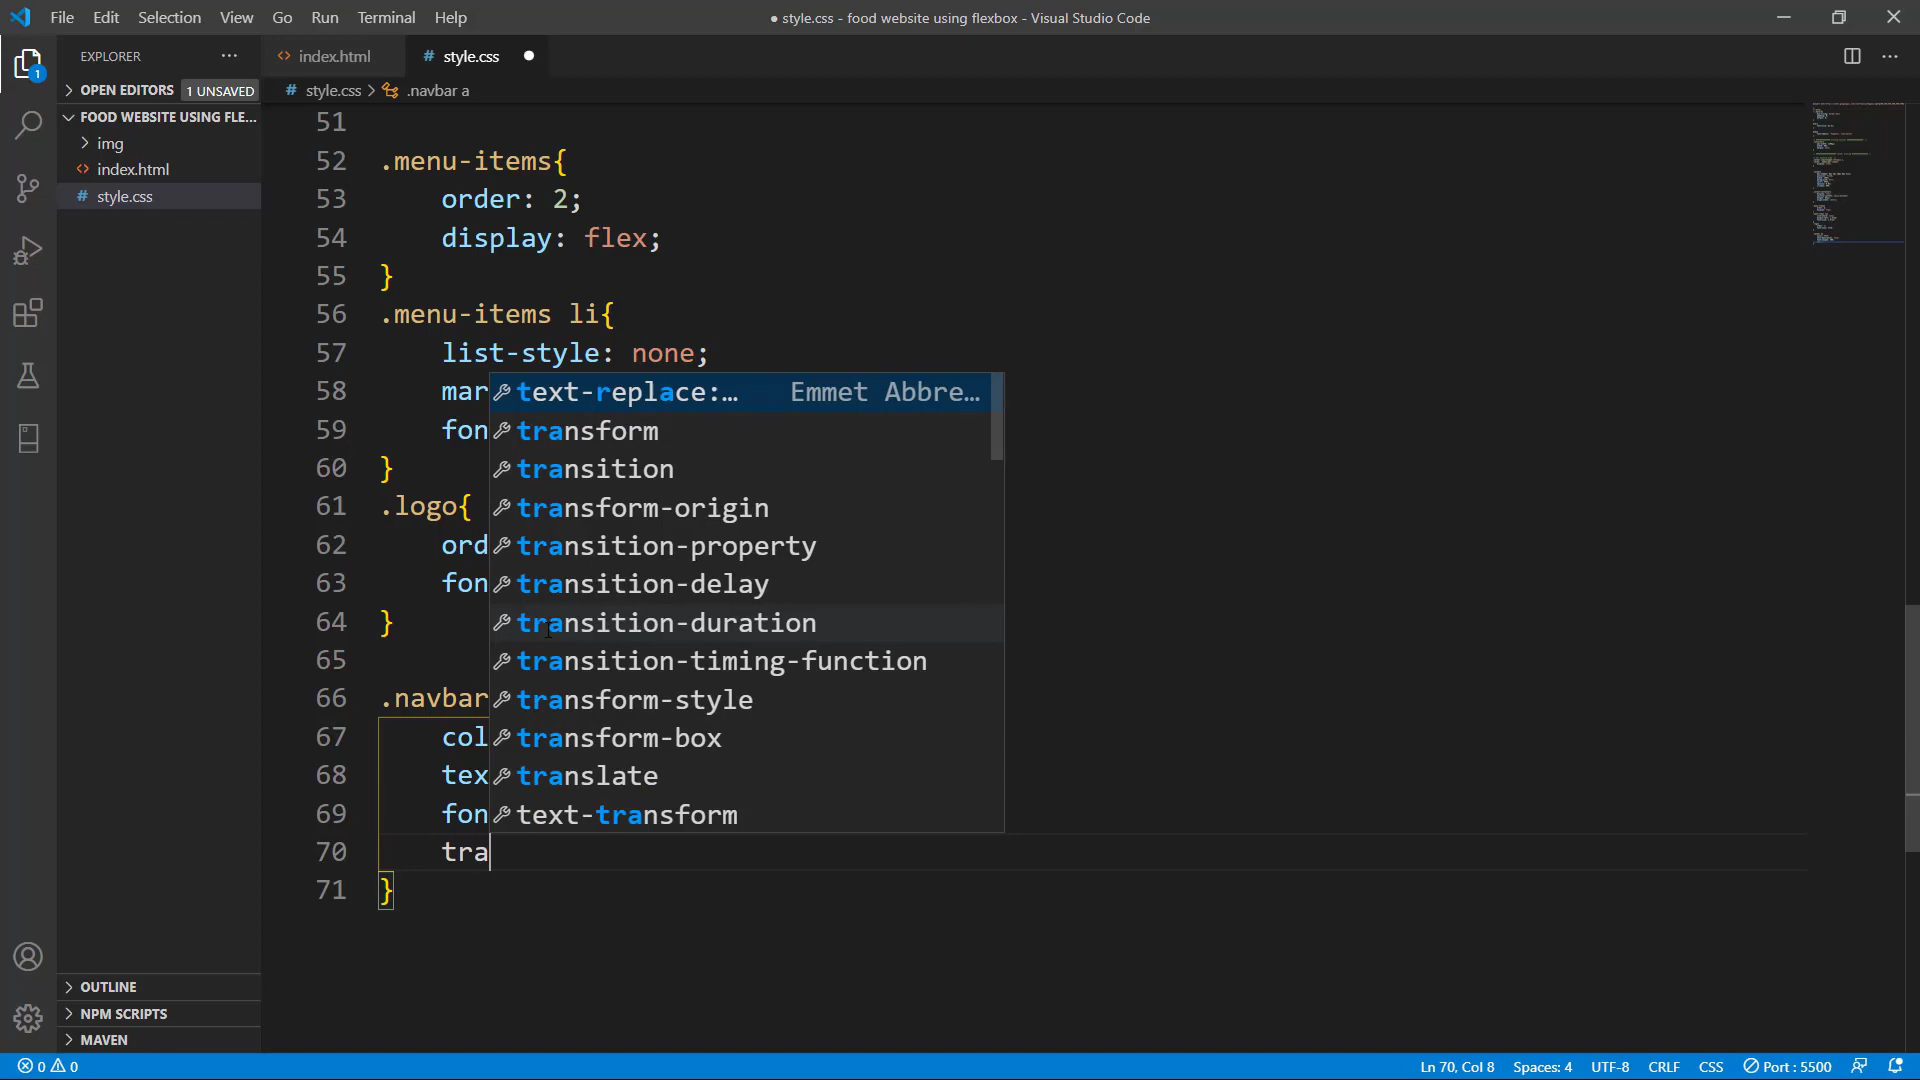 File Edit Selection View Go Run Terminal Help
● style.css - food website using flexbox - Visual Studio Code
EXPLORER
index.html
# style.css
OPEN EDITORS 1 UNSAVED
# style.css > .navbar a
FOOD WEBSITE USING FLE...
img
index.html
# style.css
1
51
52 .menu-items{
53 order: 2;
54 display: flex;
55 }
56 .menu-items li{
57 list-style: none;
58 mar
59 fon
60 }
61 .logo{
62 ord
63 fon
64 }
65
66 .navbar
67 col
68 tex
69 fon
70 tra
71 }
text-replace:… Emmet Abbre…
transform
transition
transform-origin
transition-property
transition-delay
transition-duration
transition-timing-function
transform-style
transform-box
translate
text-transform
OUTLINE
NPM SCRIPTS
MAVEN
0 0
Ln 70, Col 8 Spaces: 4 UTF-8 CRLF CSS Port : 5500